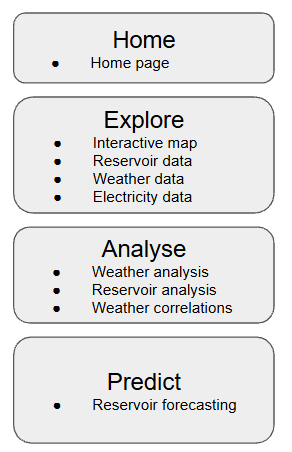 Home
● Home page
Explore
● Interactive map
● Reservoir data
● Weather data
● Electricity data
Analyse
● Weather analysis
● Reservoir analysis
● Weather correlations
Predict
● Reservoir forecasting